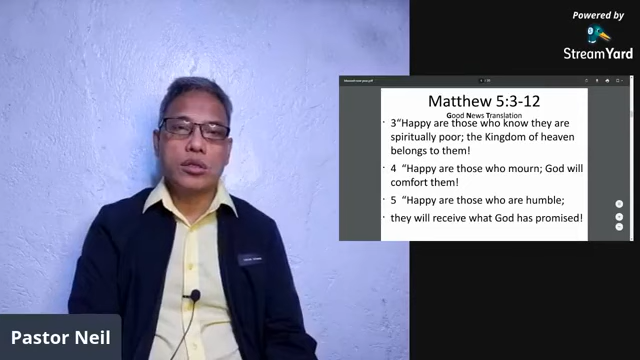 Powered by
StreamYard
Matthew 5:3-12
Good News Translation
· 3“Happy are those who know they are
spiritually poor; the Kingdom of heaven
belongs to them!
· 4 “Happy are those who mourn; God will
comfort them!
· 5 “Happy are those who are humble;
· they will receive what God has promised!
Pastor Neil